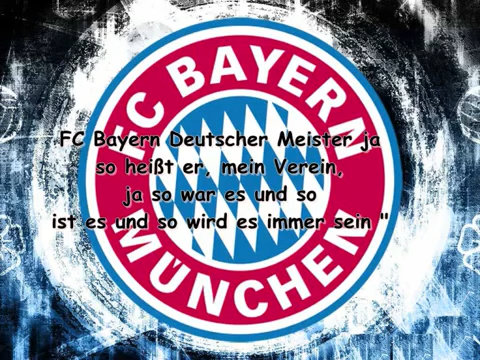 FC BAYERN
FC Bayern Deutscher Meister ja
so heißt er, mein Verein,
ja so war es und so
ist es und so wird es immer sein "
MÜNCHEN